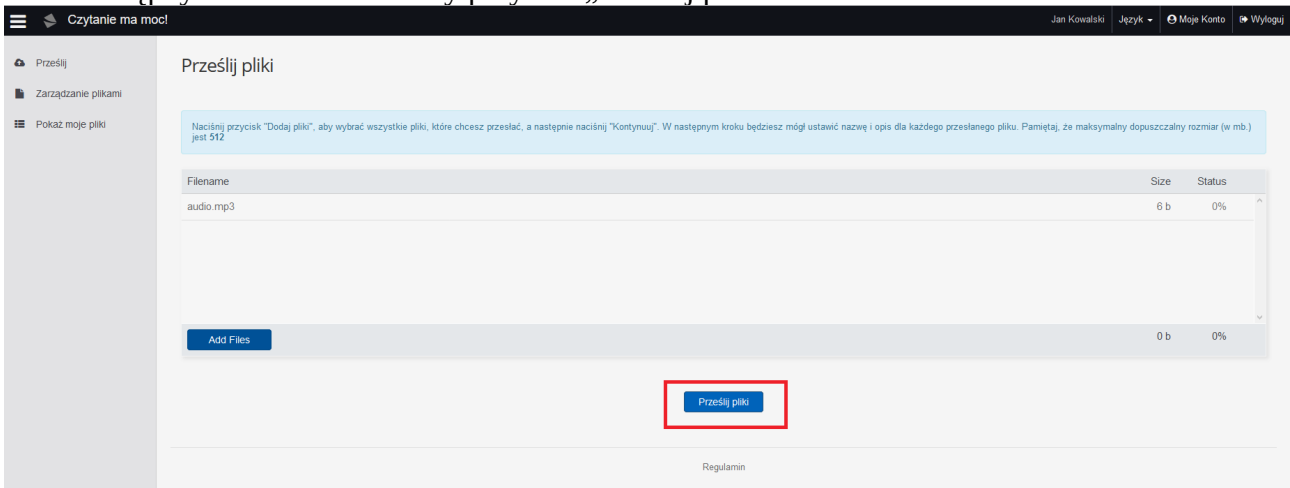 Czytanie ma moc!
Jan Kowalski Język Moje Konto Wyloguj
Prześlij
Zarządzanie plikami
Pokaż moje pliki
Prześlij pliki
Naciśnij przycisk "Dodaj pliki", aby wybrać wszystkie pliki, które chcesz przesłać, a następnie naciśnij "Kontynuuj". W następnym kroku będziesz mógł ustawić nazwę i opis dla każdego przesłanego pliku. Pamiętaj, że maksymalny dopuszczalny rozmiar (w mb.)
jest 512
Filename Size Status
audio.mp3 6 b 0%
Add Files 0 b 0%
Prześlij pliki
Regulamin